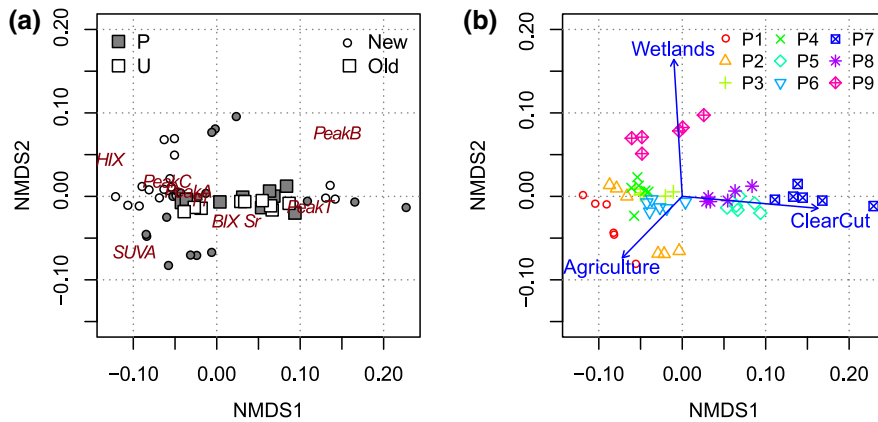 (a)
P New
U Old
PeakB
HIX
PeakC
PeakA
PeakT
BIX Sr
SUVA
NMDS2
0.20
0.10
0.00
−0.10
−0.10 0.00 0.10 0.20
NMDS1
(b)
Wetlands
P1 P4 P7
P2 P5 P8
P3 P6 P9
ClearCut
Agriculture
NMDS2
0.20
0.10
0.00
−0.10
−0.10 0.00 0.10 0.20
NMDS1